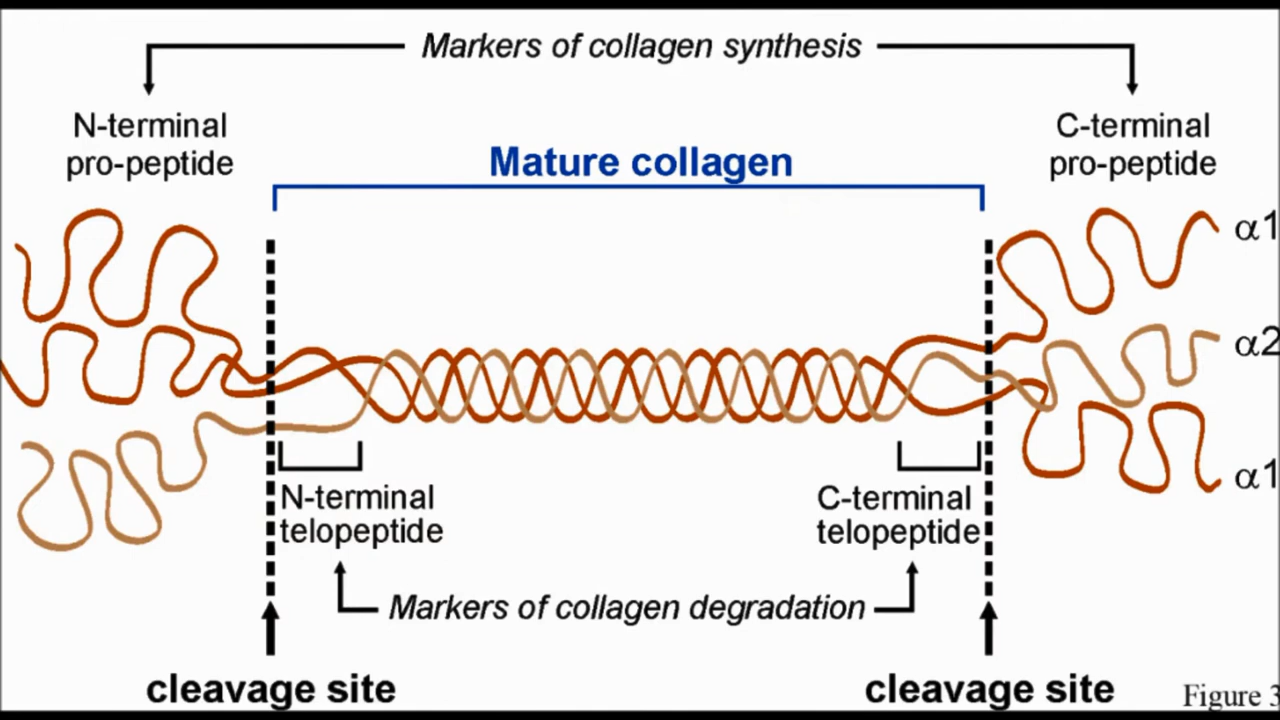 Markers of collagen synthesis
N-terminal
pro-peptide
C-terminal
pro-peptide
Mature collagen
α1
α2
α1
N-terminal
telopeptide
C-terminal
telopeptide
Markers of collagen degradation
cleavage site
cleavage site
Figure 3